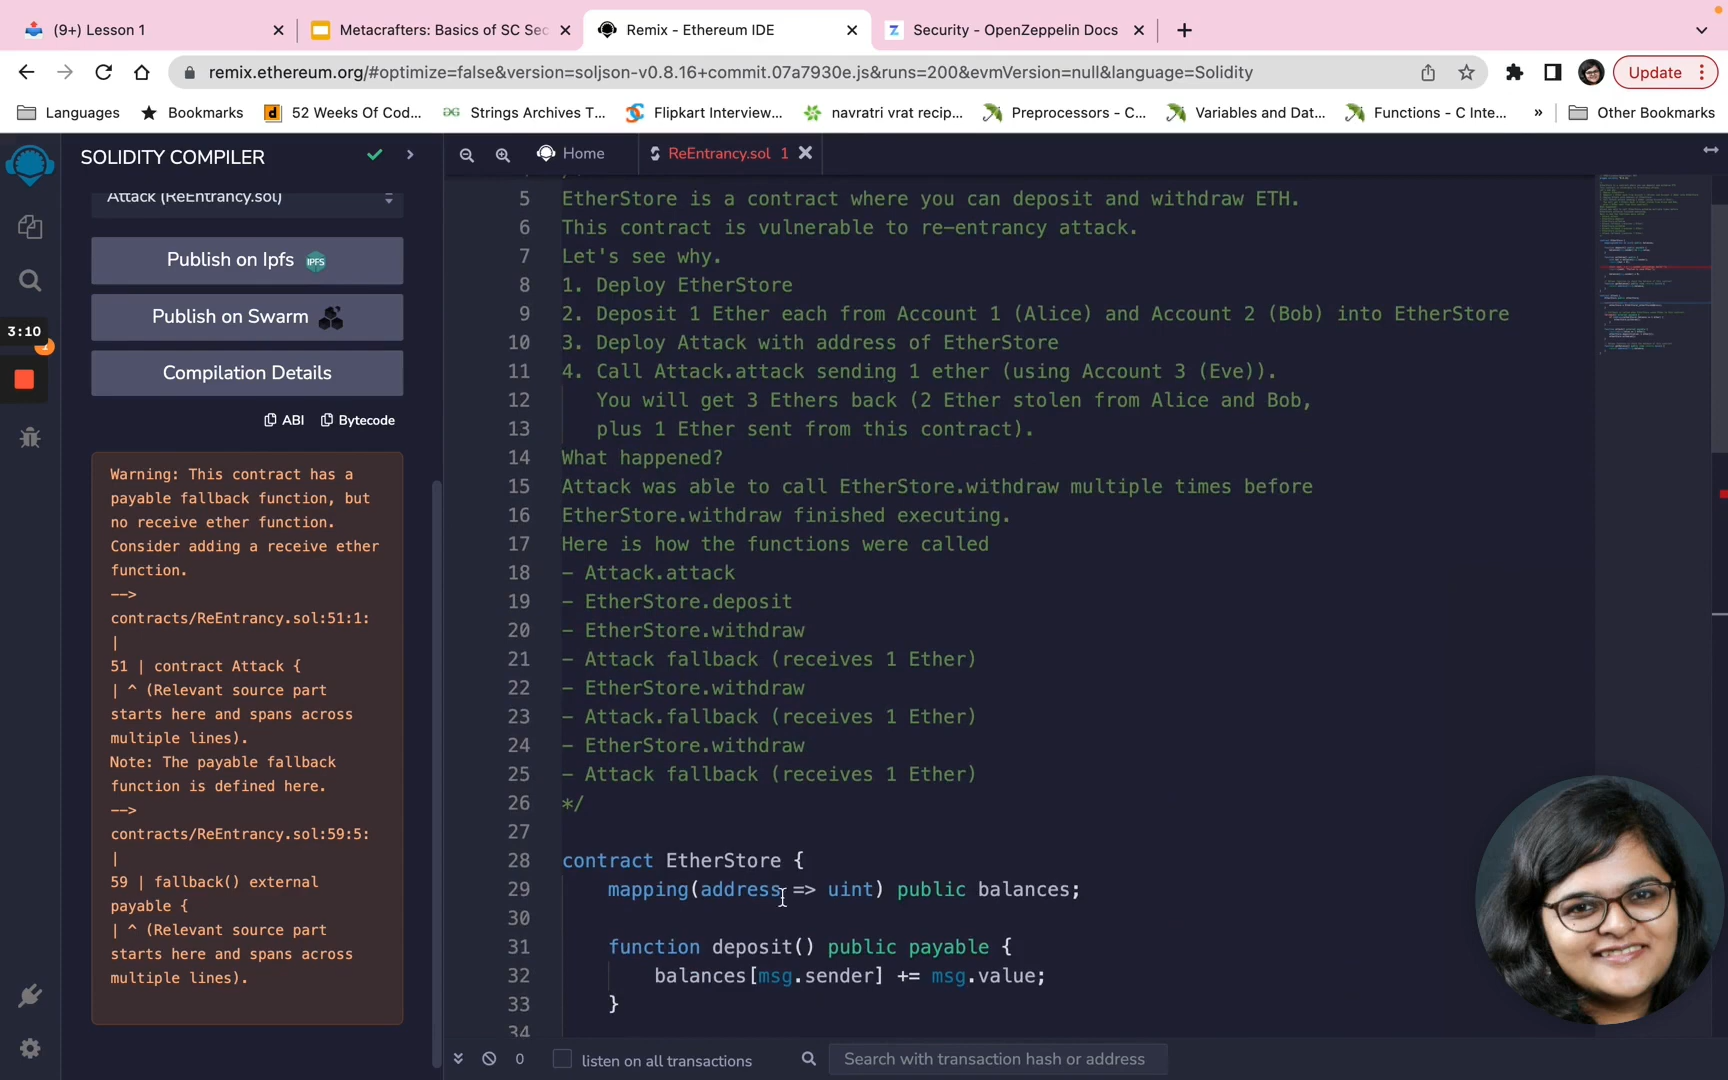 (9+) Lesson 1
Metacrafters: Basics of SC Sec
Remix - Ethereum IDE
Security - OpenZeppelin Docs
remix.ethereum.org/#optimize=false&version=soljson-v0.8.16+commit.07a7930e.js&runs=200&evmVersion=null&language=Solidity
Update
Languages
Bookmarks
52 Weeks Of Cod...
Strings Archives T...
Flipkart Interview...
navratri vrat recip...
Preprocessors - C...
Variables and Dat...
Functions - C Inte...
»
Other Bookmarks
SOLIDITY COMPILER
Attack (ReEntrancy.sol)
Publish on Ipfs
IPFS
Publish on Swarm
Compilation Details
ABI
Bytecode
3:10
1
Warning: This contract has a
payable fallback function, but
no receive ether function.
Consider adding a receive ether
function.
-->
contracts/ReEntrancy.sol:51:1:
|
51 | contract Attack {
| ^ (Relevant source part
starts here and spans across
multiple lines).
Note: The payable fallback
function is defined here.
-->
contracts/ReEntrancy.sol:59:5:
|
59 | fallback() external
payable {
| ^ (Relevant source part
starts here and spans across
multiple lines).
Home
ReEntrancy.sol 1
5 EtherStore is a contract where you can deposit and withdraw ETH.
6 This contract is vulnerable to re-entrancy attack.
7 Let's see why.
8 1. Deploy EtherStore
9 2. Deposit 1 Ether each from Account 1 (Alice) and Account 2 (Bob) into EtherStore
10 3. Deploy Attack with address of EtherStore
11 4. Call Attack.attack sending 1 ether (using Account 3 (Eve)).
12 You will get 3 Ethers back (2 Ether stolen from Alice and Bob,
13 plus 1 Ether sent from this contract).
14 What happened?
15 Attack was able to call EtherStore.withdraw multiple times before
16 EtherStore.withdraw finished executing.
17 Here is how the functions were called
18 - Attack.attack
19 - EtherStore.deposit
20 - EtherStore.withdraw
21 - Attack fallback (receives 1 Ether)
22 - EtherStore.withdraw
23 - Attack.fallback (receives 1 Ether)
24 - EtherStore.withdraw
25 - Attack fallback (receives 1 Ether)
26 */
27
28 contract EtherStore {
29 mapping(address => uint) public balances;
30
31 function deposit() public payable {
32 balances[msg.sender] += msg.value;
33 }
34
0
listen on all transactions
Search with transaction hash or address